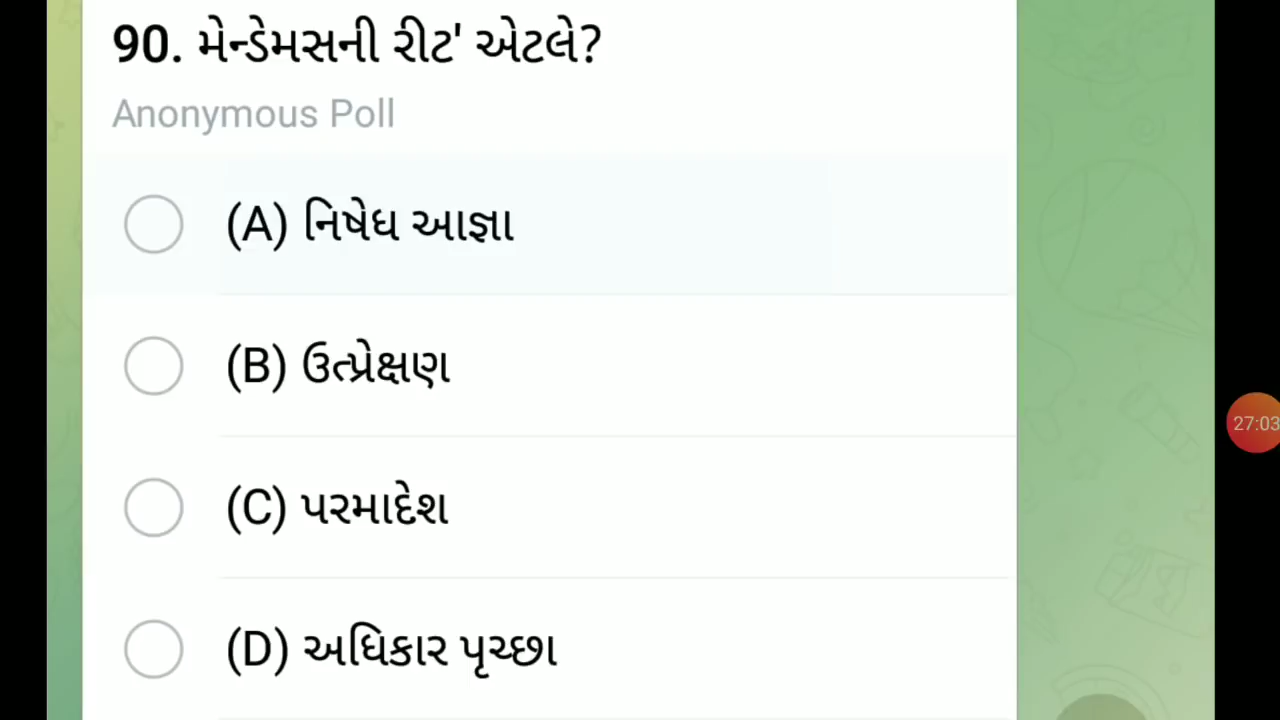 90. મેન્ડેમસની રીટ' એટલે?
Anonymous Poll
(A) નિષેધ આજ્ઞા
(B) ઉત્પ્રેક્ષણ
(C) પરમાદેશ
27:03
(D) અધિકાર પૃચ્છા